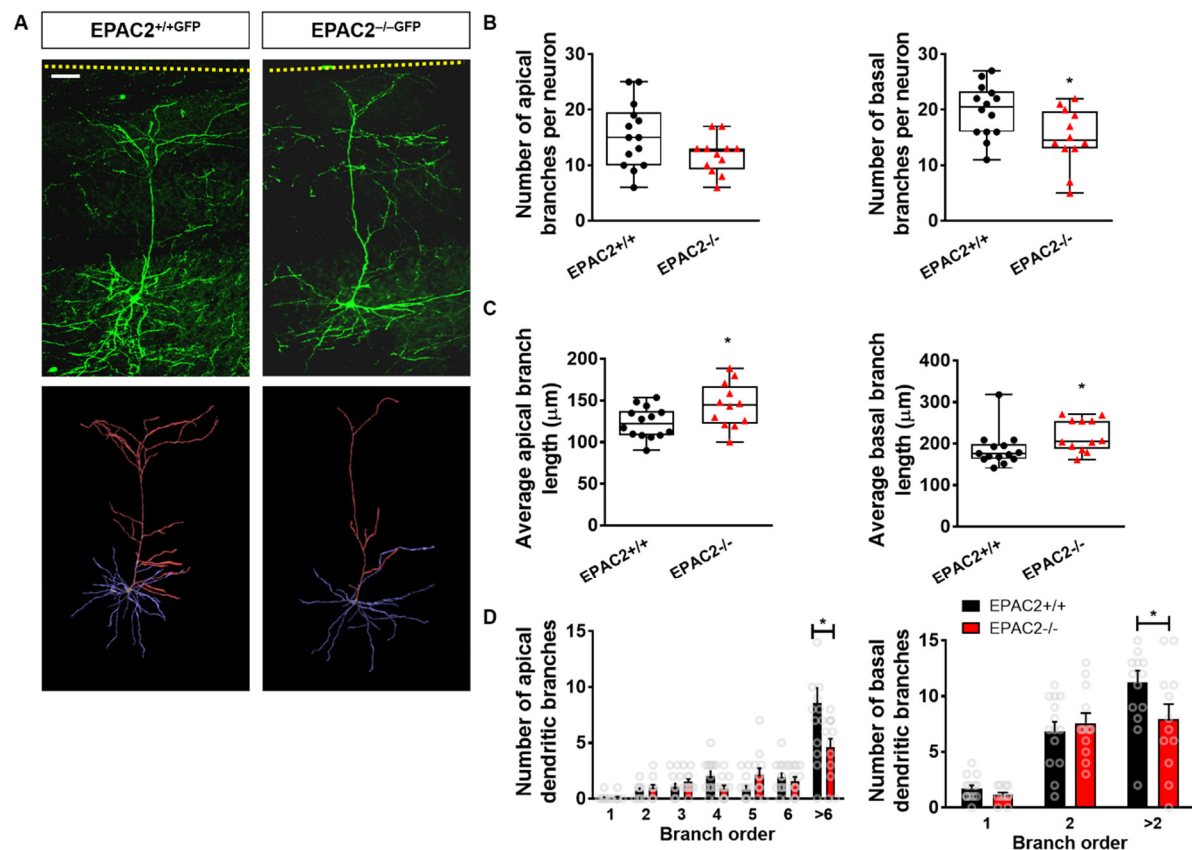 A
EPAC2+/+GFP
EPAC2–/–GFP
B
Number of apical
branches per neuron
30
20
10
0
EPAC2+/+
EPAC2-/-
Number of basal
branches per neuron
30
20
10
0
*
EPAC2+/+
EPAC2-/-
C
Average apical branch
length (μm)
200
150
100
50
0
*
EPAC2+/+
EPAC2-/-
Average basal branch
length (μm)
400
300
200
100
0
*
EPAC2+/+
EPAC2-/-
D
Number of apical
dendritic branches
15
10
5
0
*
1 2 3 4 5 6 >6
Branch order
EPAC2+/+
EPAC2-/-
Number of basal
dendritic branches
15
10
5
0
*
1 2 >2
Branch order